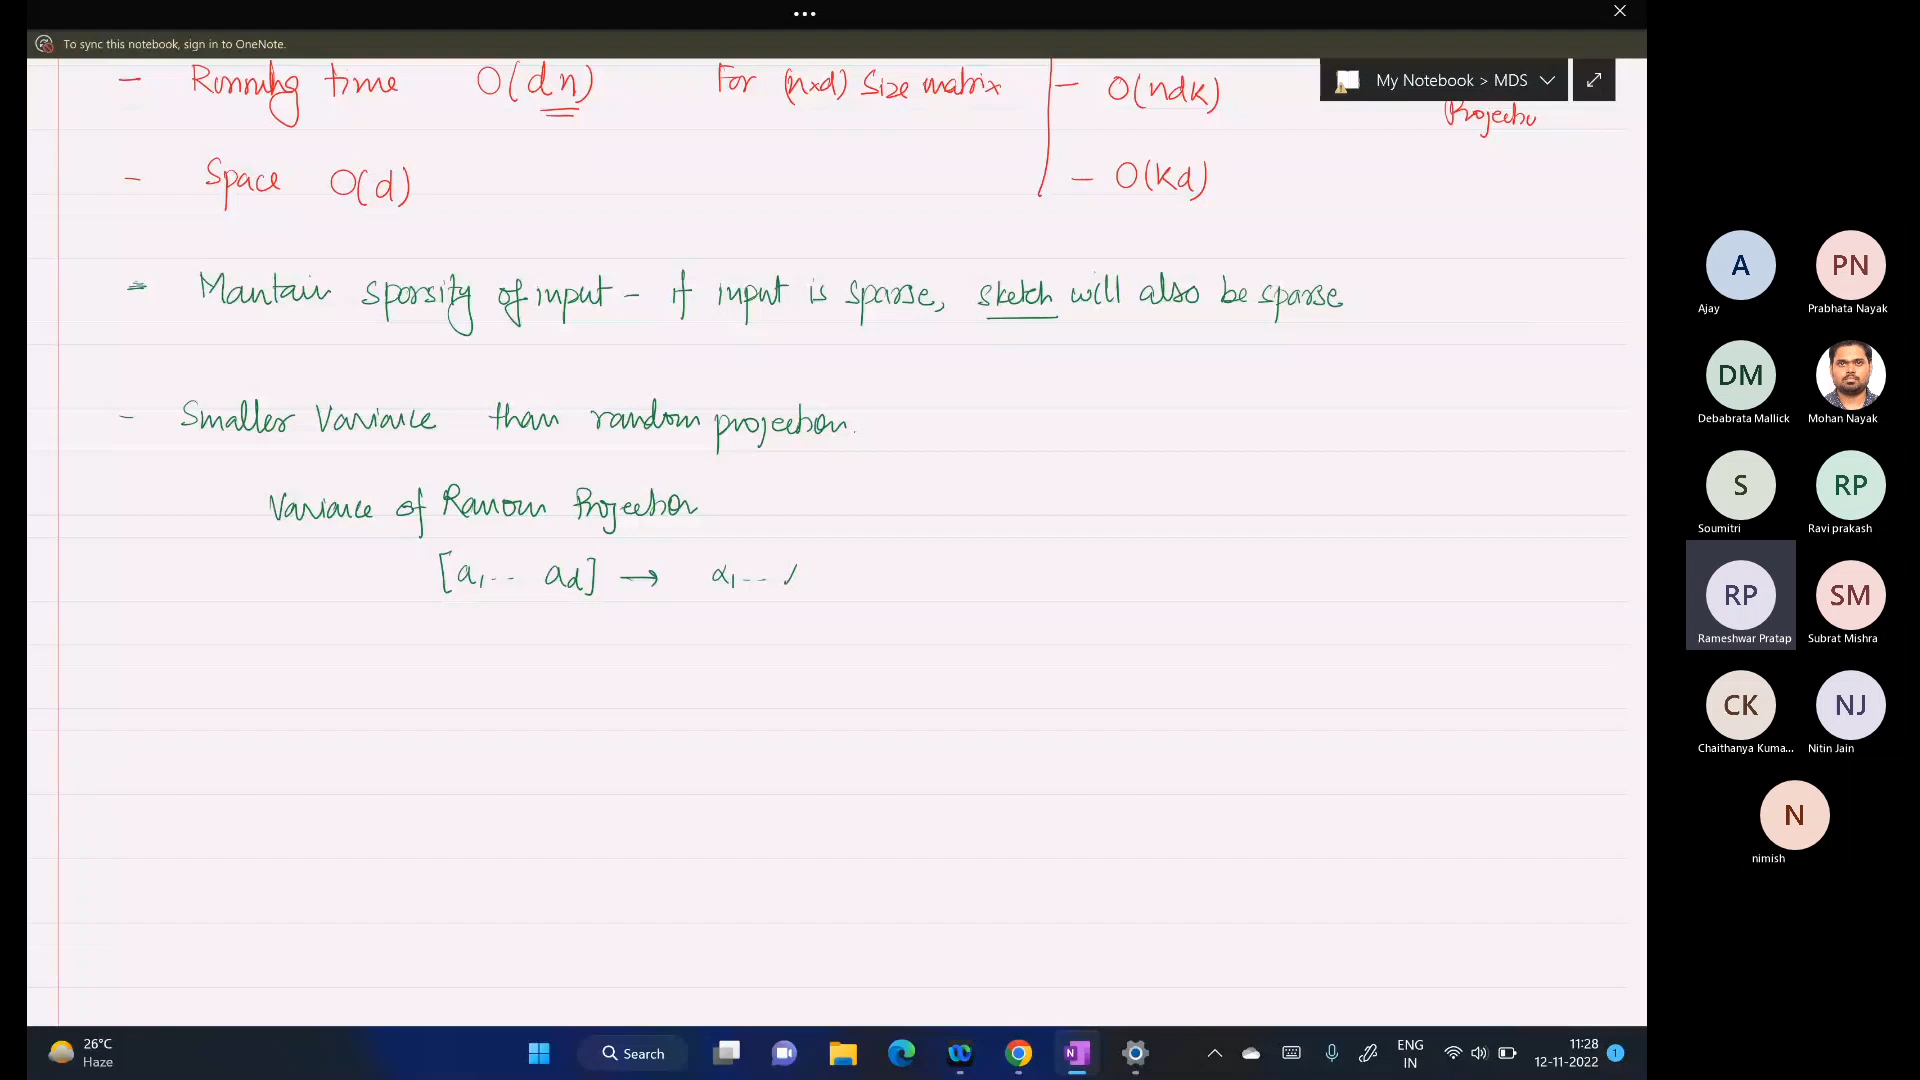 To sync this notebook, sign in to OneNote.
My Notebook > MDS
- Running time O(dn) For (nxd) Size matrix - O(ndk)
- Space O(d) - O(Kd)
= Mantain sparsity of input - if input is sparse, sketch will also be sparse
- Smaller Variance than random projection.
Variance of Random Projection
[a1... ad] → α1...
A
Ajay
PN
Prabhata Nayak
DM
Debabrata Mallick
Mohan Nayak
S
Soumitri
RP
Ravi prakash
RP
Rameshwar Pratap
SM
Subrat Mishra
CK
Chaithanya Kuma...
NJ
Nitin Jain
N
nimish
26°C
Haze
Search
ENG
IN
11:28
12-11-2022
1